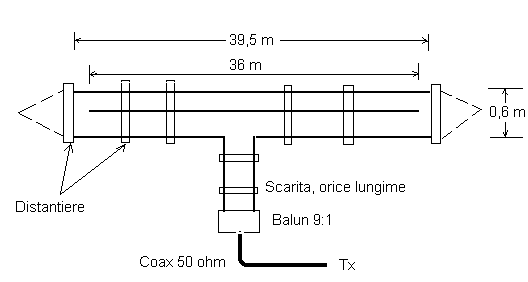 39,5 m
36 m
0,6 m
Scarita, orice lungime
Distantiere
Balun 9:1
Coax 50 ohm
Tx